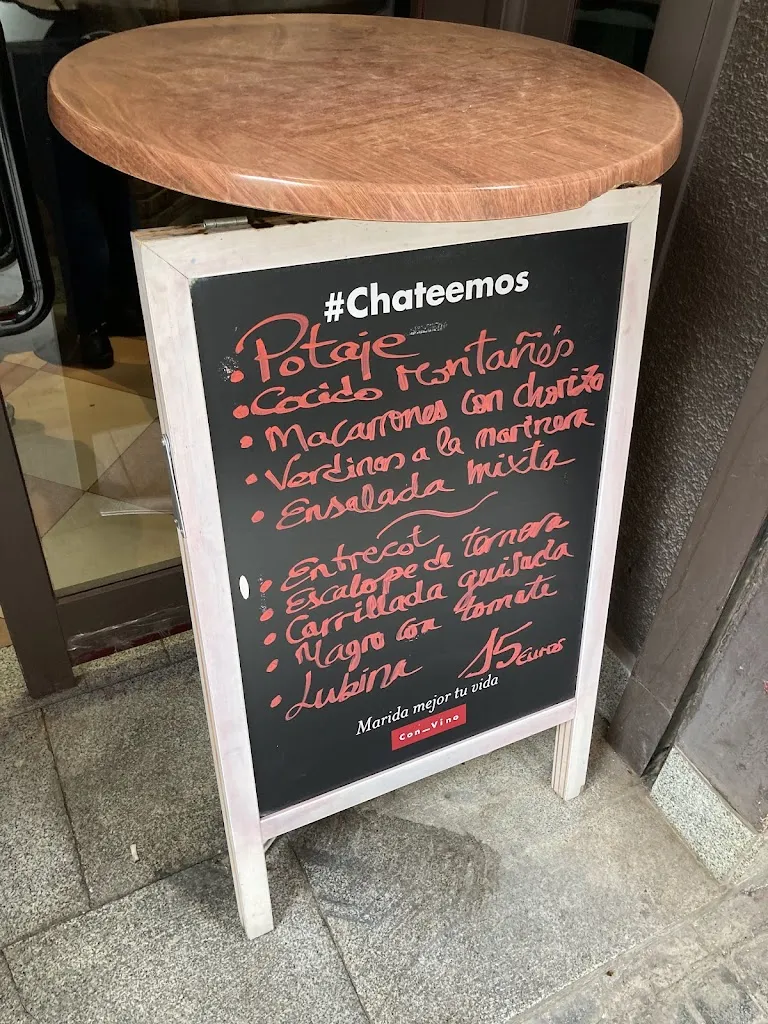 #Chateemos
• Potaje
• Cocido Montañés
• Macarrones con chorizo
• Verdinas a la marinera
• Ensalada mixta
• Entrecot
• Escalope de ternera
• Carrillada guisada
• Magro con tomate
• Lubina 15 Euros
Marida mejor tu vida
Con_Vino